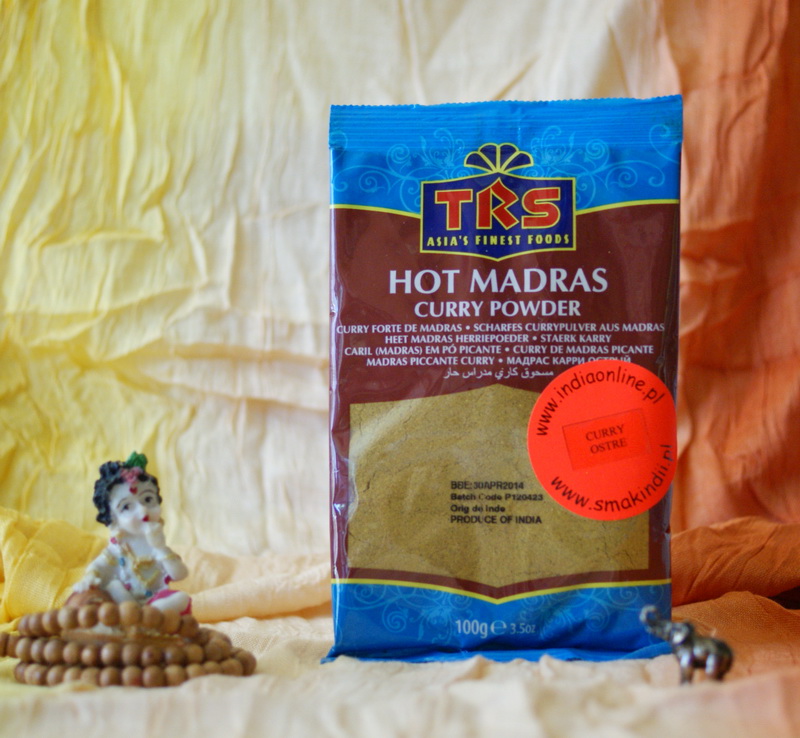 TRS
ASIA'S FINEST FOODS
HOT MADRAS
CURRY POWDER
CURRY FORTE DE MADRAS • SCHARFES CURRYPULVER AUS MADRAS
HEET MADRAS HERRIEPOEDER • STAERK KARRY
CARIL (MADRAS) EM PÓ PICANTE • CURRY DE MADRAS PICANTE
MADRAS PICCANTE CURRY • МАДРАС КАРРИ ОСТРЫЙ
مسحوق كاري مدراس حار
www.indiaonline.pl
CURRY
OSTRE
www.smakindii.pl
BBE:30APR2014
Batch Code P120423
Orig de Inde
PRODUCE OF INDIA
100g ℮ 3.5oz